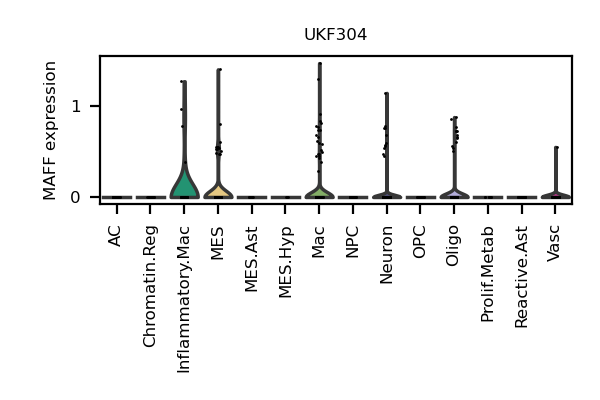 UKF304
MAFF expression
1
0
AC
Chromatin.Reg
Inflammatory.Mac
MES
MES.Ast
MES.Hyp
Mac
NPC
Neuron
OPC
Oligo
Prolif.Metab
Reactive.Ast
Vasc